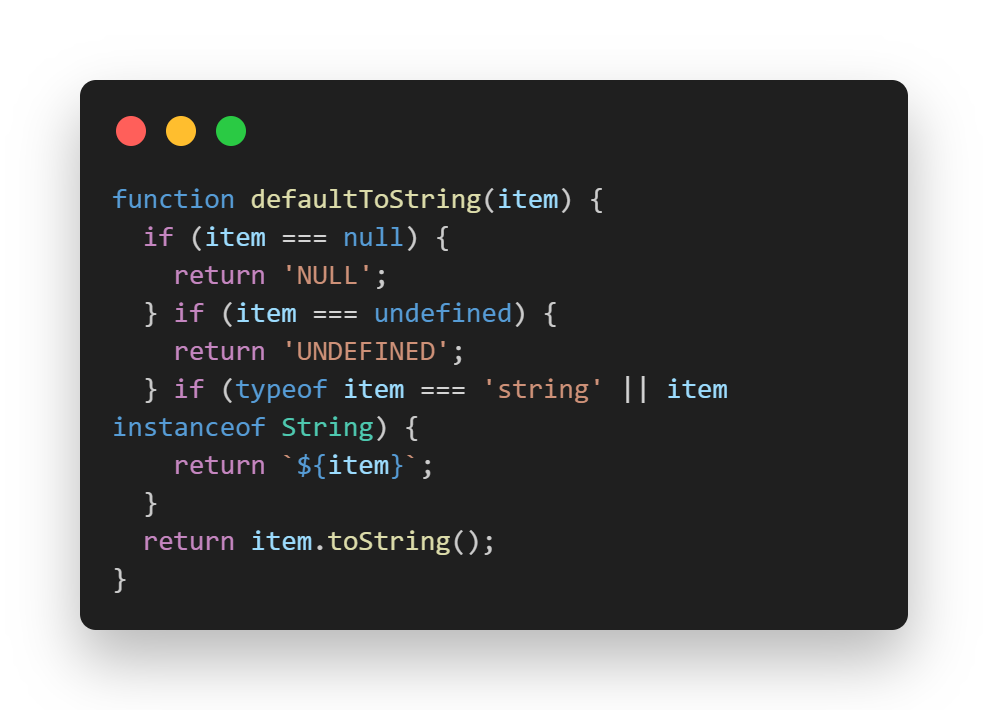 function defaultToString(item) {
  if (item === null) {
    return 'NULL';
  } if (item === undefined) {
    return 'UNDEFINED';
  } if (typeof item === 'string' || item
instanceof String) {
    return `${item}`;
  }
  return item.toString();
}